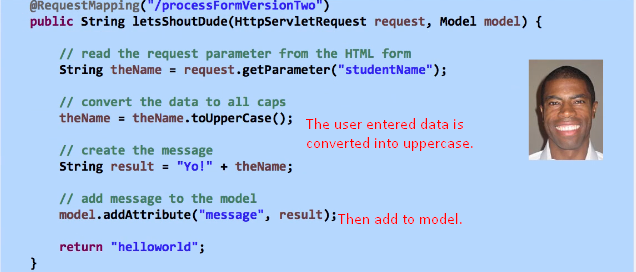 @RequestMapping("/processFormVersionTwo")
public String letsShoutDude(HttpServletRequest request, Model model) {
// read the request parameter from the HTML form
String theName = request.getParameter("studentName");
// convert the data to all caps
theName = theName.toUpperCase();
The user entered data is
converted into uppercase.
// create the message
String result = "Yo!" + theName;
// add message to the model
model.addAttribute("message", result);Then add to model.
return "helloworld";
}